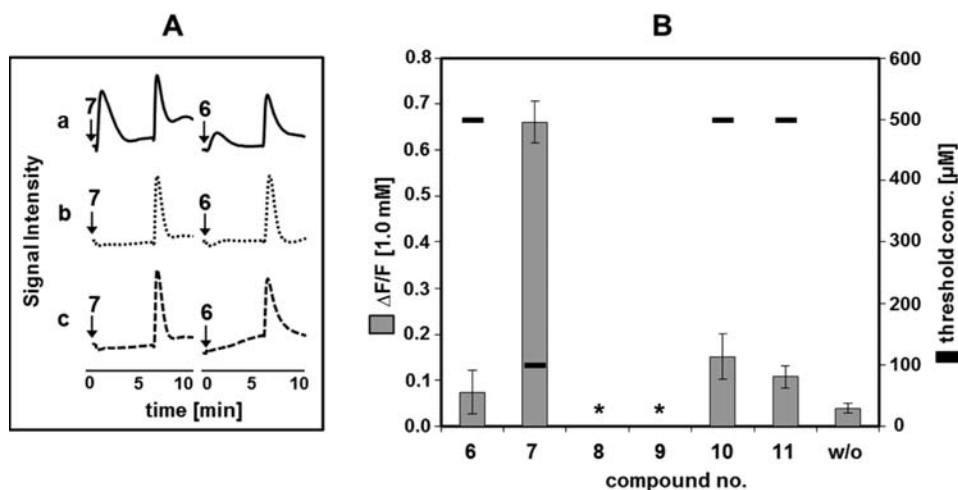 A
B
7
6
a
7
6
b
7
6
c
Signal Intensity
0 5 10 0 5 10
time [min]
0.8
0.7
0.6
0.5
0.4
0.3
0.2
0.1
0.0
ΔF/F [1.0 mM]
600
500
400
300
200
100
0
threshold conc. [µM]
* *
6 7 8 9 10 11 w/o
compound no.